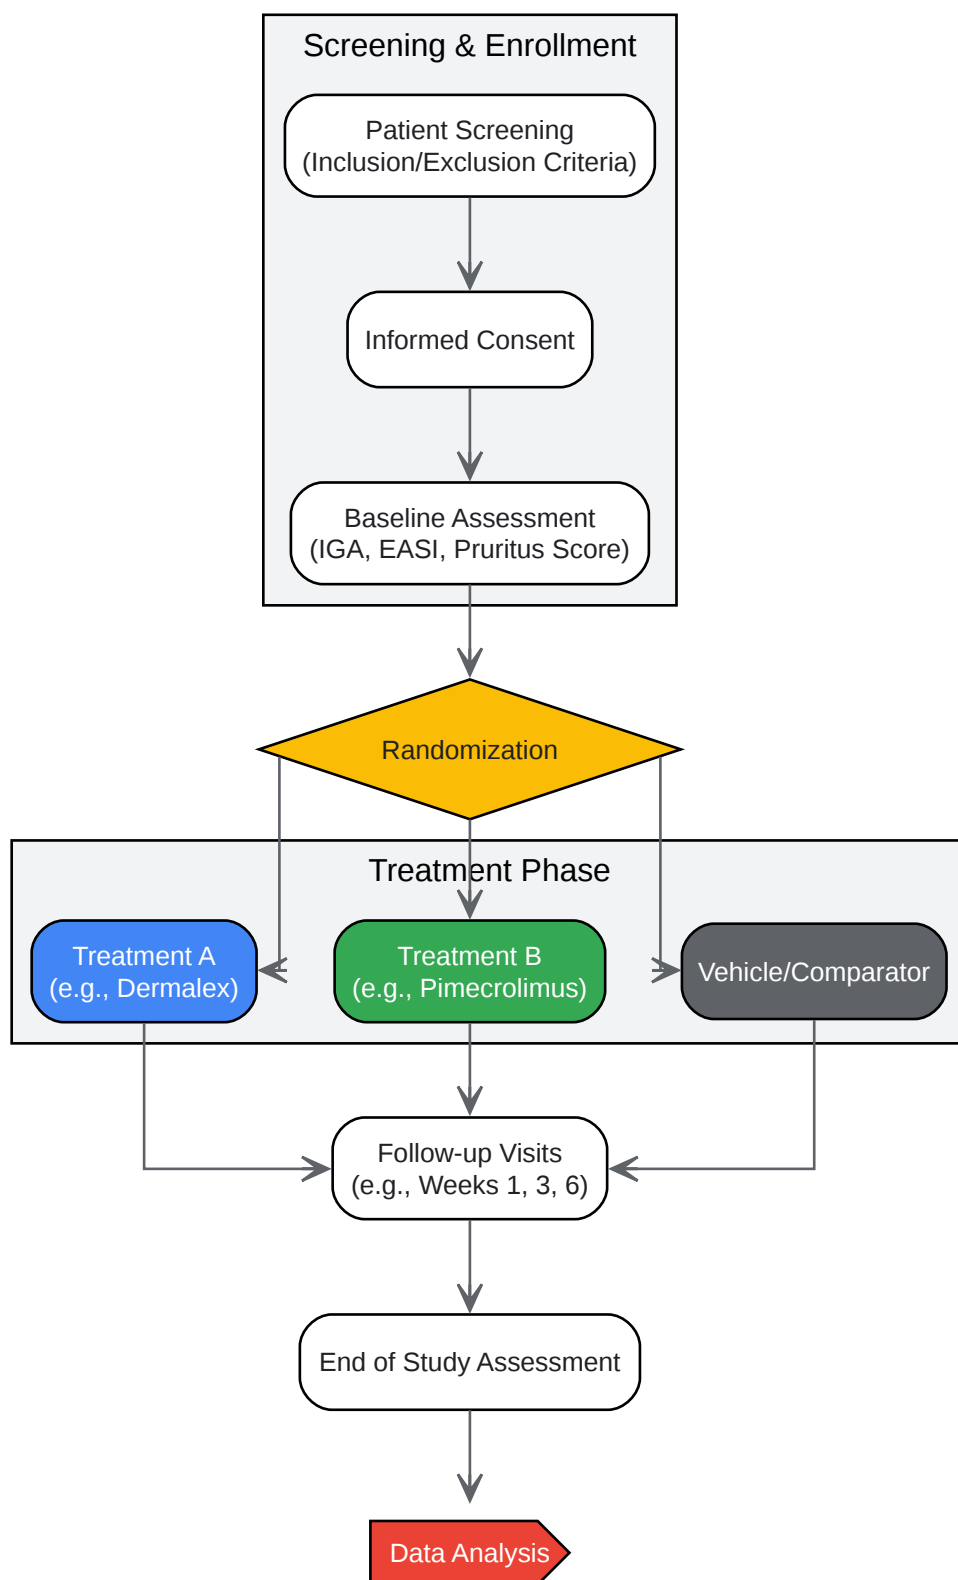 Screening & Enrollment
Patient Screening
(Inclusion/Exclusion Criteria)
Informed Consent
Baseline Assessment
(IGA, EASI, Pruritus Score)
Randomization
Treatment Phase
Treatment A
(e.g., Dermalex)
Treatment B
(e.g., Pimecrolimus)
Vehicle/Comparator
Follow-up Visits
(e.g., Weeks 1, 3, 6)
End of Study Assessment
Data Analysis